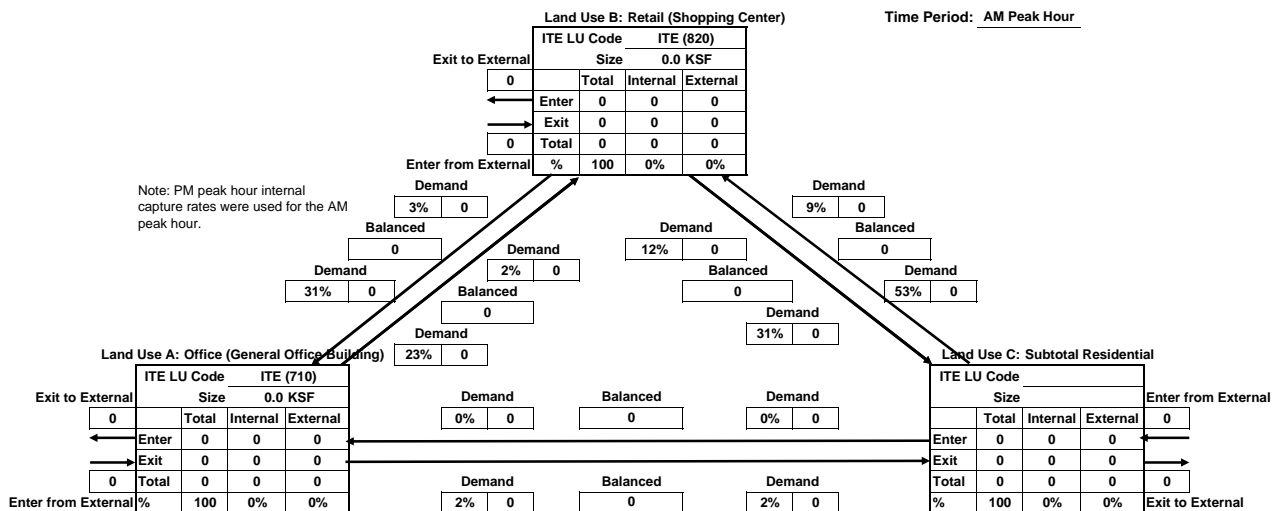 Land Use B: Retail (Shopping Center)
Time Period: AM Peak Hour
ITE LU Code ITE (820)
Exit to External Size 0.0 KSF
0 Total Internal External
Enter 0 0 0
Exit 0 0 0
0 Total 0 0 0
Enter from External % 100 0% 0%
Note: PM peak hour internal
capture rates were used for the AM
peak hour.
Demand
3% 0
Balanced
0
Demand
31% 0
Demand
2% 0
Balanced
0
Demand
23% 0
Demand
12% 0
Balanced
0
Demand
31% 0
Demand
9% 0
Balanced
0
Demand
53% 0
Land Use A: Office (General Office Building)
ITE LU Code ITE (710)
Exit to External Size 0.0 KSF
0 Total Internal External
Enter 0 0 0
Exit 0 0 0
0 Total 0 0 0
Enter from External % 100 0% 0%
Demand Balanced Demand
0% 0 0 0% 0
Demand Balanced Demand
2% 0 0 2% 0
Land Use C: Subtotal Residential
ITE LU Code
Size Enter from External
Total Internal External 0
Enter 0 0 0
Exit 0 0 0
Total 0 0 0 0
% 100 0% 0% Exit to External